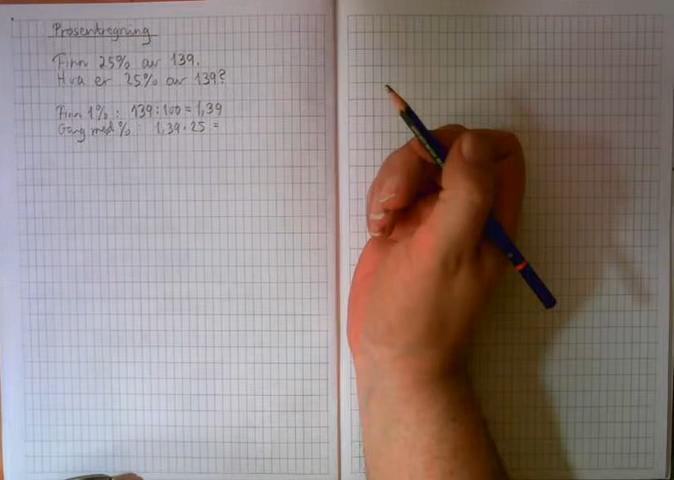 Prosentregning
Finn 25% av 139.
Hva er 25% av 139?
Finn 1% : 139:100 = 1,39
Gang med % : 1,39 · 25 =